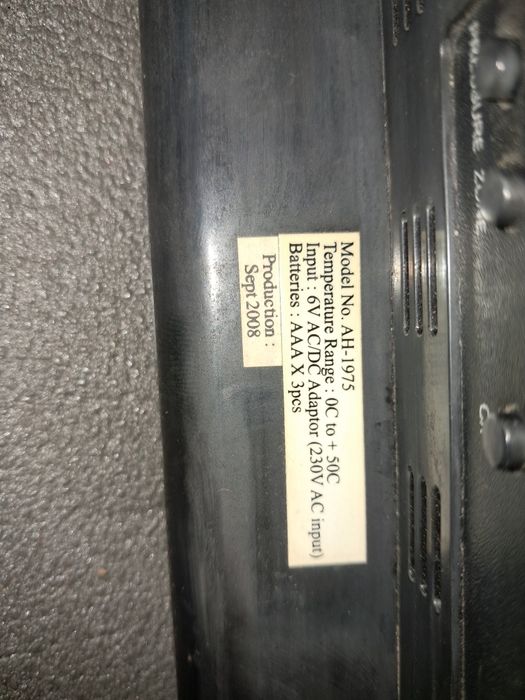 Model No. AH-1975
Temperature Range : 0C to + 50C
Input : 6V AC/DC Adaptor (230V AC input)
Batteries : AAA X 3pcs
Production :
Sept 2008